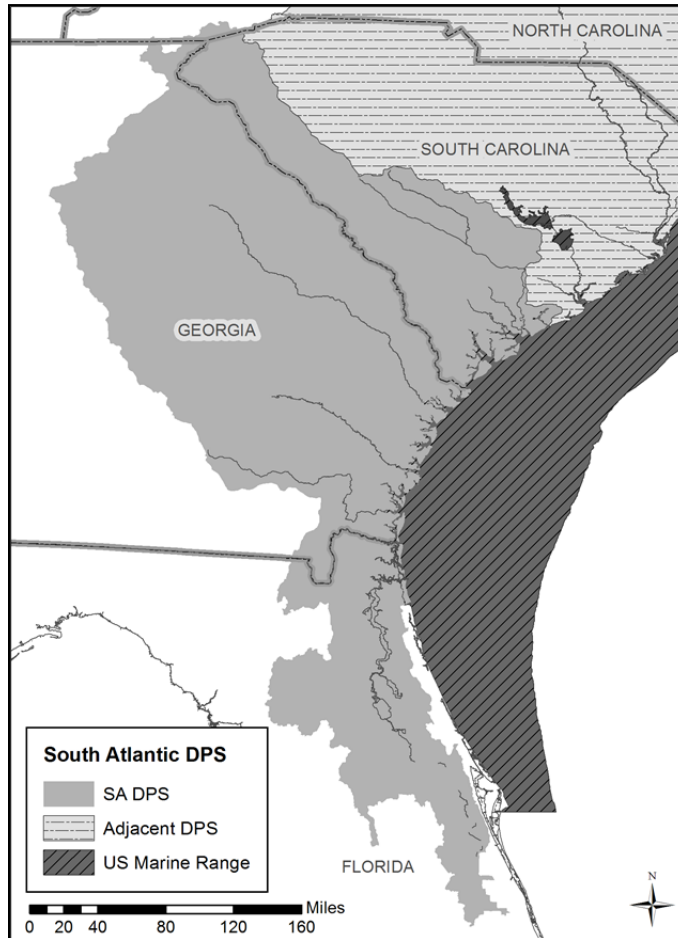 NORTH CAROLINA
SOUTH CAROLINA
GEORGIA
South Atlantic DPS
SA DPS
Adjacent DPS
US Marine Range
FLORIDA
N
Miles
0 20 40 80 120 160